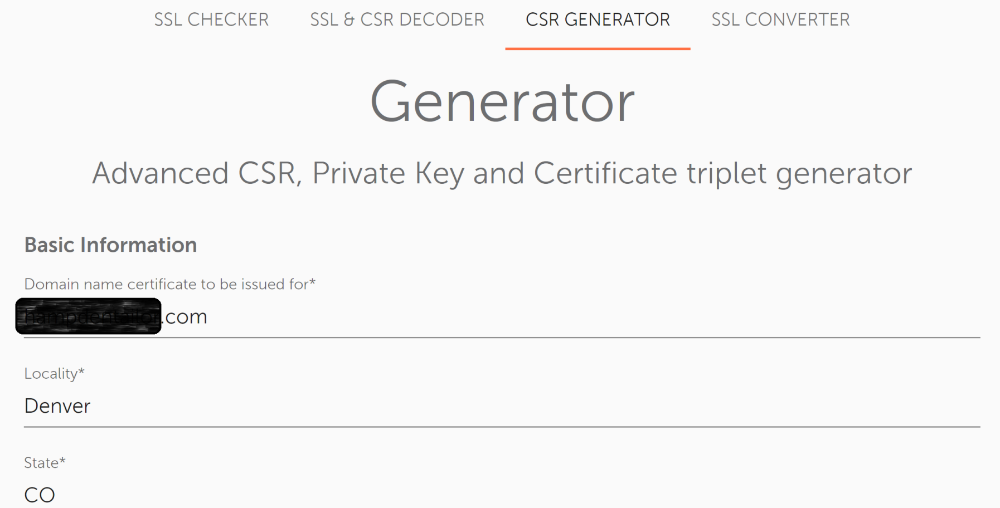 SSL CHECKER SSL & CSR DECODER CSR GENERATOR SSL CONVERTER
Generator
Advanced CSR, Private Key and Certificate triplet generator
Basic Information
Domain name certificate to be issued for*
.com
Locality*
Denver
State*
CO